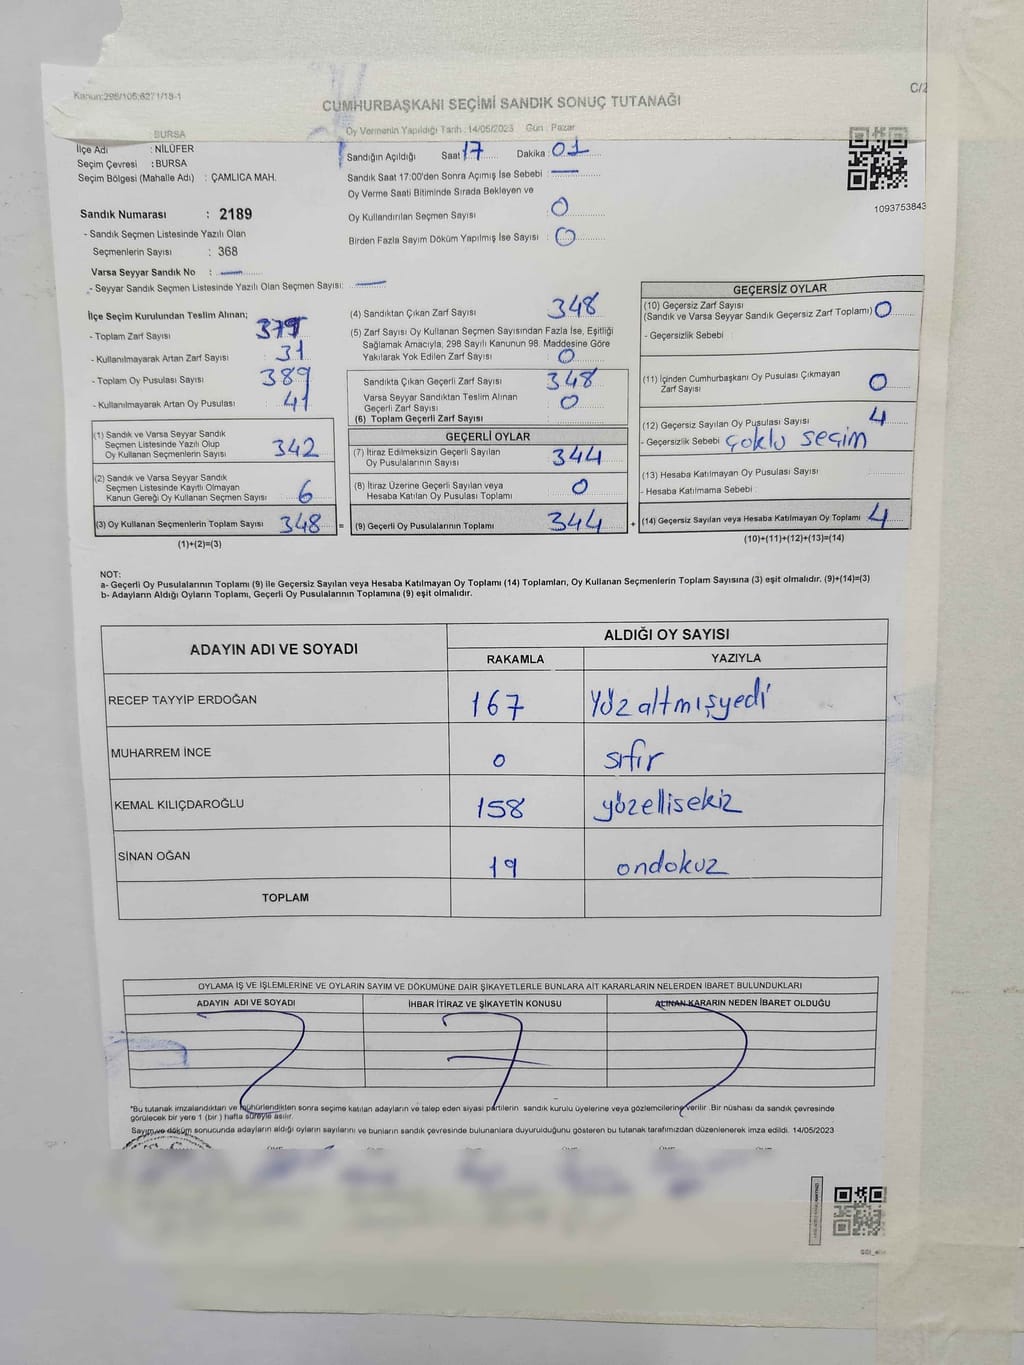 Kanun:298/105;6271/18-1
C/2
CUMHURBAŞKANI SEÇİMİ SANDIK SONUÇ TUTANAĞI
Oy Vermenin Yapıldığı Tarih : 14/05/2023 Gün : Pazar
: BURSA
İlçe Adı : NİLÜFER
Seçim Çevresi : BURSA
Seçim Bölgesi (Mahalle Adı) : ÇAMLICA MAH.
Sandık Numarası : 2189
- Sandık Seçmen Listesinde Yazılı Olan
Seçmenlerin Sayısı : 368
Varsa Seyyar Sandık No : —
- Seyyar Sandık Seçmen Listesinde Yazılı Olan Seçmen Sayısı: —
Sandığın Açıldığı Saat 17 Dakika : 01
Sandık Saat 17:00'den Sonra Açımış İse Sebebi : —
Oy Verme Saati Bitiminde Sırada Bekleyen ve
Oy Kullandırılan Seçmen Sayısı : 0
Birden Fazla Sayım Döküm Yapılmış İse Sayısı : 0
1093753843
İlçe Seçim Kurulundan Teslim Alınan;
- Toplam Zarf Sayısı 379
- Kullanılmayarak Artan Zarf Sayısı : 31
- Toplam Oy Pusulası Sayısı : 389
- Kullanılmayarak Artan Oy Pusulası : 41
(1) Sandık ve Varsa Seyyar Sandık
Seçmen Listesinde Yazılı Olup
Oy Kullanan Seçmenlerin Sayısı : 342
(2) Sandık ve Varsa Seyyar Sandık
Seçmen Listesinde Kayıtlı Olmayan
Kanun Gereği Oy Kullanan Seçmen Sayısı : 6
(3) Oy Kullanan Seçmenlerin Toplam Sayısı : 348 =
(1)+(2)=(3)
(4) Sandıktan Çıkan Zarf Sayısı : 348
(5) Zarf Sayısı Oy Kullanan Seçmen Sayısından Fazla İse, Eşitliği
Sağlamak Amacıyla, 298 Sayılı Kanunun 98. Maddesine Göre
Yakılarak Yok Edilen Zarf Sayısı : 0
Sandıkta Çıkan Geçerli Zarf Sayısı : 348
Varsa Seyyar Sandıktan Teslim Alınan
Geçerli Zarf Sayısı : 0
(6) Toplam Geçerli Zarf Sayısı
GEÇERLİ OYLAR
(7) İtiraz Edilmeksizin Geçerli Sayılan
Oy Pusulalarının Sayısı : 344
(8) İtiraz Üzerine Geçerli Sayılan veya
Hesaba Katılan Oy Pusulası Toplamı : 0
(9) Geçerli Oy Pusulalarının Toplamı : 344 +
GEÇERSİZ OYLAR
(10) Geçersiz Zarf Sayısı
(Sandık ve Varsa Seyyar Sandık Geçersiz Zarf Toplamı) 0
- Geçersizlik Sebebi :
(11) İçinden Cumhurbaşkanı Oy Pusulası Çıkmayan
Zarf Sayısı : 0
(12) Geçersiz Sayılan Oy Pusulası Sayısı : 4
- Geçersizlik Sebebi çoklu seçim
(13) Hesaba Katılmayan Oy Pusulası Sayısı :
- Hesaba Katılmama Sebebi :
(14) Geçersiz Sayılan veya Hesaba Katılmayan Oy Toplamı : 4
(10)+(11)+(12)+(13)=(14)
NOT:
a- Geçerli Oy Pusulalarının Toplamı (9) ile Geçersiz Sayılan veya Hesaba Katılmayan Oy Toplamı (14) Toplamları, Oy Kullanan Seçmenlerin Toplam Sayısına (3) eşit olmalıdır. (9)+(14)=(3)
b- Adayların Aldığı Oyların Toplamı, Geçerli Oy Pusulalarının Toplamına (9) eşit olmalıdır.
ADAYIN ADI VE SOYADI ALDIĞI OY SAYISI
RAKAMLA YAZIYLA
RECEP TAYYİP ERDOĞAN 167 Yüz altmışyedi
MUHARREM İNCE 0 sıfır
KEMAL KILIÇDAROĞLU 158 yüzellisekiz
SİNAN OĞAN 19 ondokuz
TOPLAM
OYLAMA İŞ VE İŞLEMLERİNE VE OYLARIN SAYIM VE DÖKÜMÜNE DAİR ŞİKAYETLERLE BUNLARA AİT KARARLARIN NELERDEN İBARET BULUNDUKLARI
ADAYIN ADI VE SOYADI İHBAR İTİRAZ VE ŞİKAYETİN KONUSU ALINAN KARARIN NEDEN İBARET OLDUĞU
*Bu tutanak imzalandıktan ve mühürlendikten sonra seçime katılan adayların ve talep eden siyasi partilerin sandık kurulu üyelerine veya gözlemcilerine verilir. Bir nüshası da sandık çevresinde
görülecek bir yere 1 (bir) hafta süreyle asılır.
Sayım ve döküm sonucunda adayların aldığı oyların sayılarını ve bunların sandık çevresinde bulunanlara duyurulduğunu gösteren bu tutanak tarafımızdan düzenlenerek imza edildi. 14/05/2023